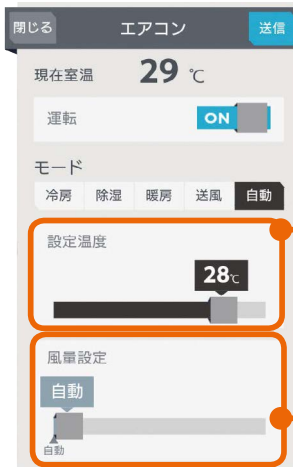 閉じる エアコン 送信
現在室温 29 ℃
運転 ON
モード
冷房 除湿 暖房 送風 自動
設定温度
28℃
風量設定
自動
自動